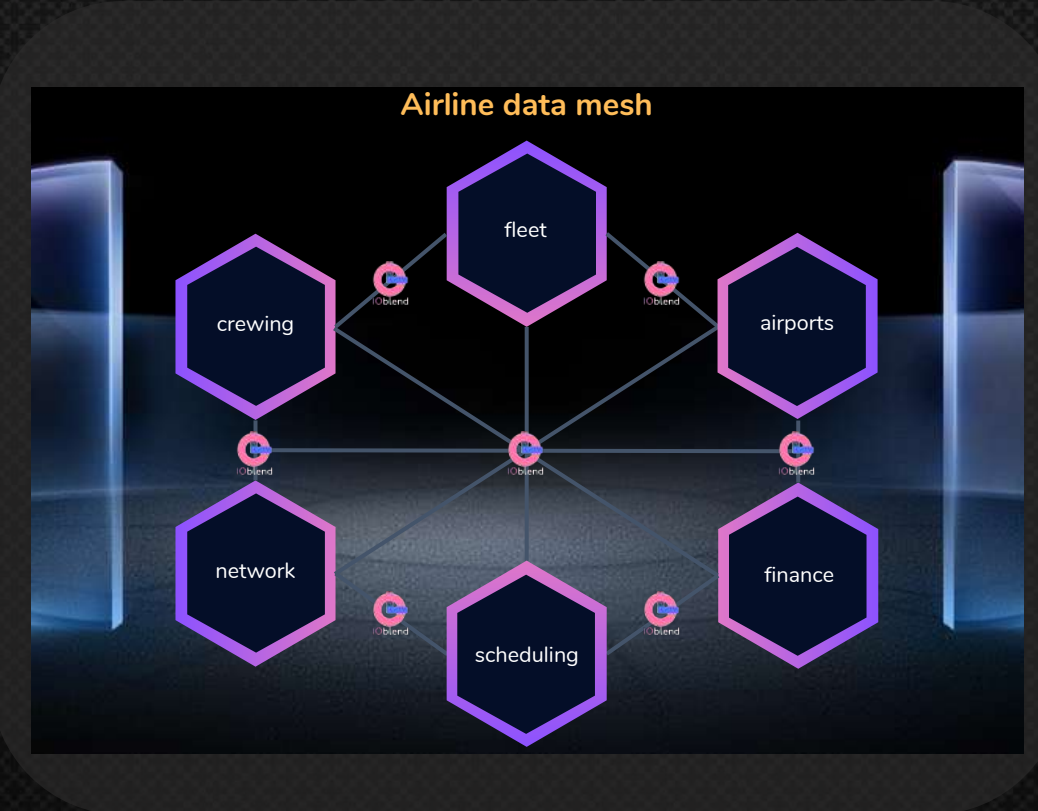 Airline data mesh
fleet
crewing
airports
IOblend
IOblend
IOblend
IOblend
IOblend
network
finance
IOblend
IOblend
scheduling